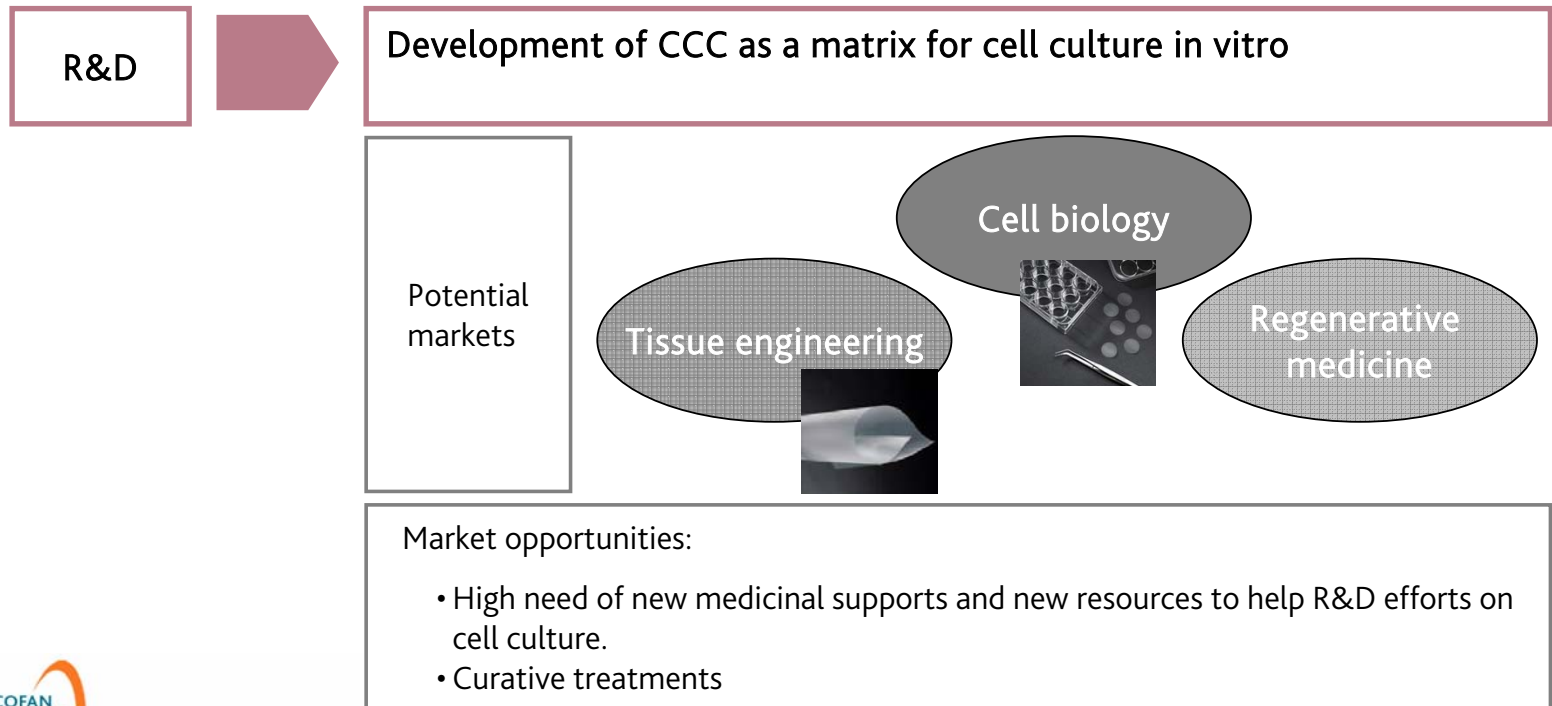 R&D
Development of CCC as a matrix for cell culture in vitro
Potential
markets
Cell biology
Tissue engineering
Regenerative
medicine
Market opportunities:
• High need of new medicinal supports and new resources to help R&D efforts on
cell culture.
• Curative treatments
COFAN